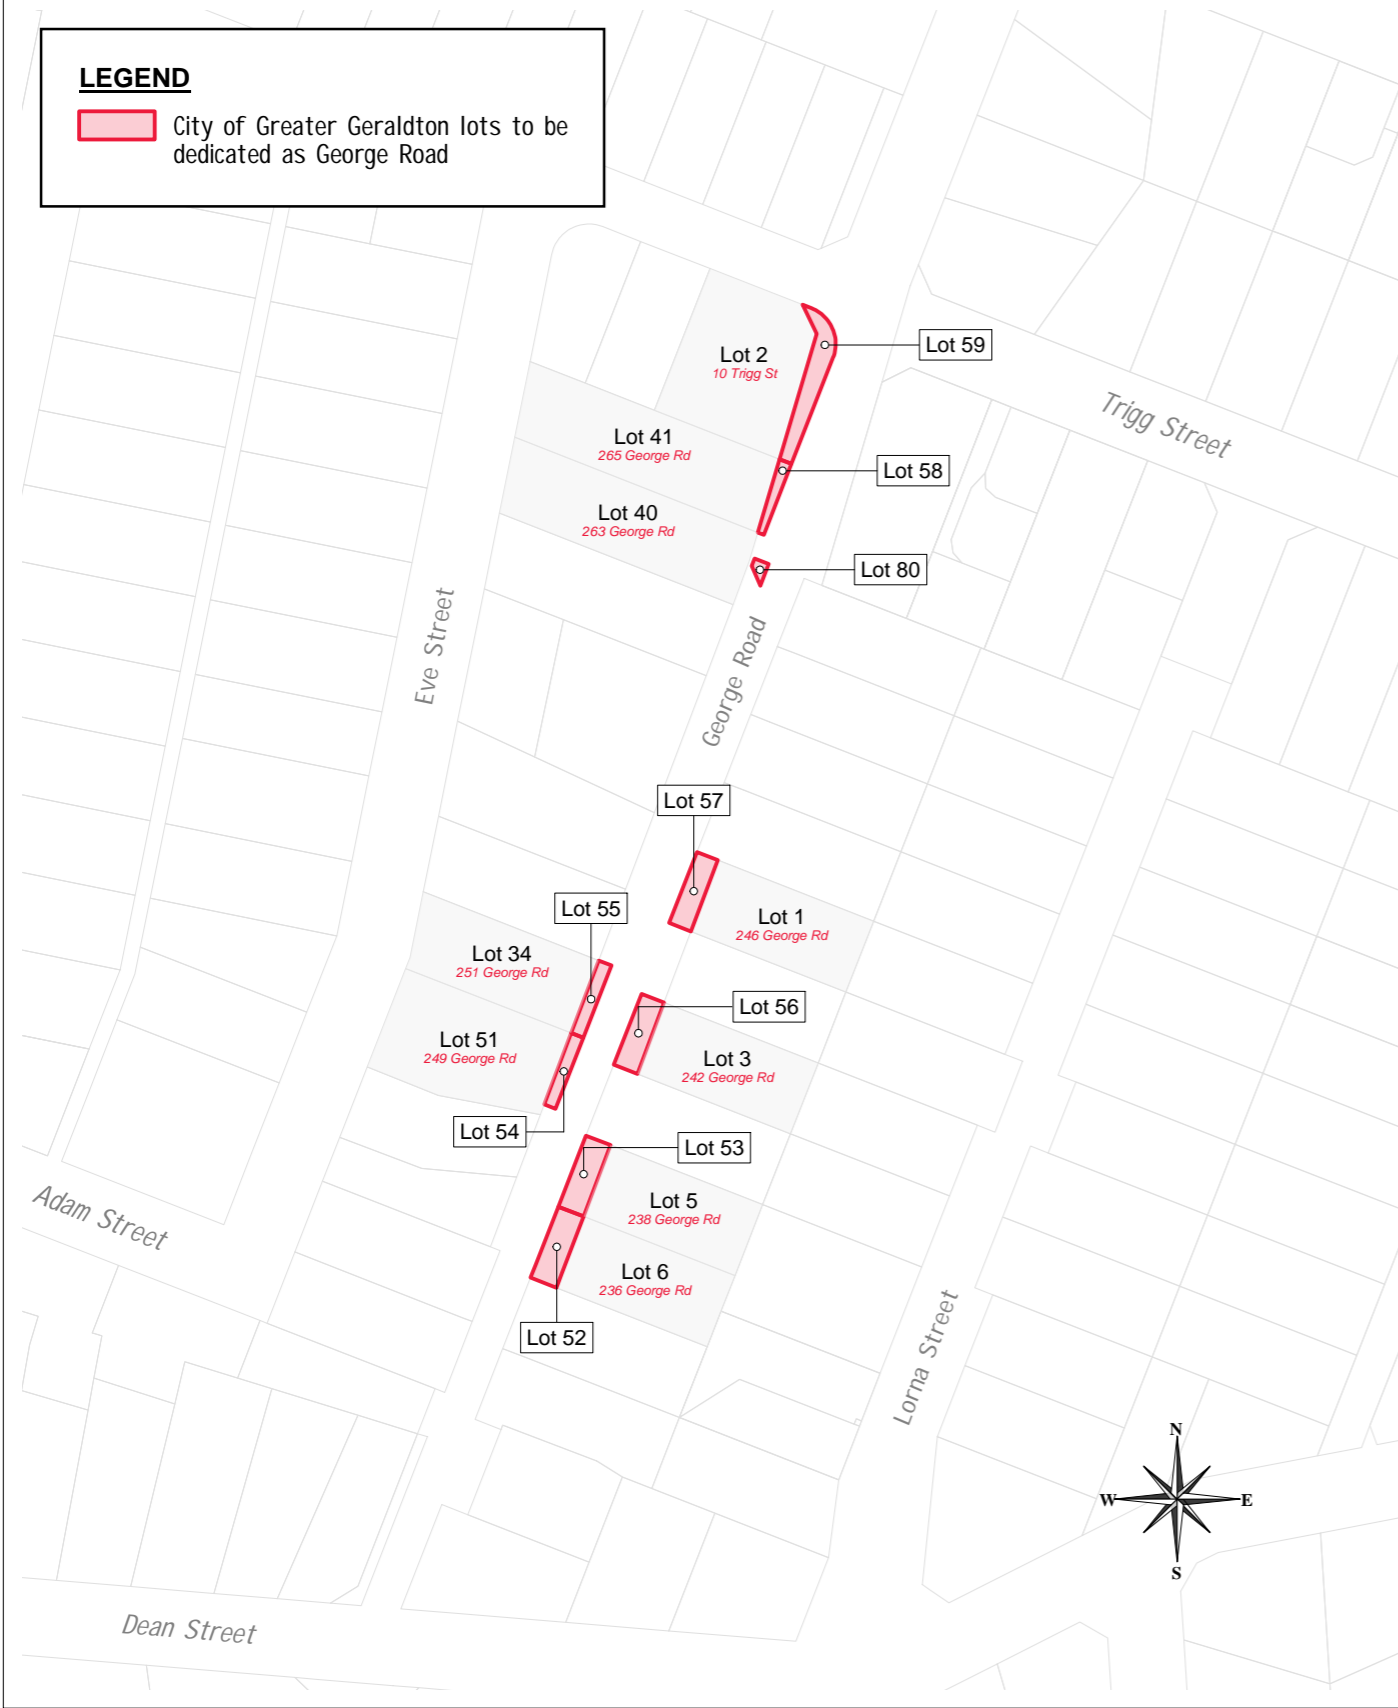 LEGEND
City of Greater Geraldton lots to be
dedicated as George Road
Lot 59
Lot 2
10 Trigg St
Trigg Street
Lot 41
265 George Rd
Lot 58
Lot 40
263 George Rd
Lot 80
Eve Street
George Road
Lot 57
Lot 55
Lot 1
246 George Rd
Lot 34
251 George Rd
Lot 56
Lot 51
249 George Rd
Lot 3
242 George Rd
Lot 54
Lot 53
Adam Street
Lot 5
238 George Rd
Lot 6
236 George Rd
Lot 52
Lorna Street
N
W
E
S
Dean Street